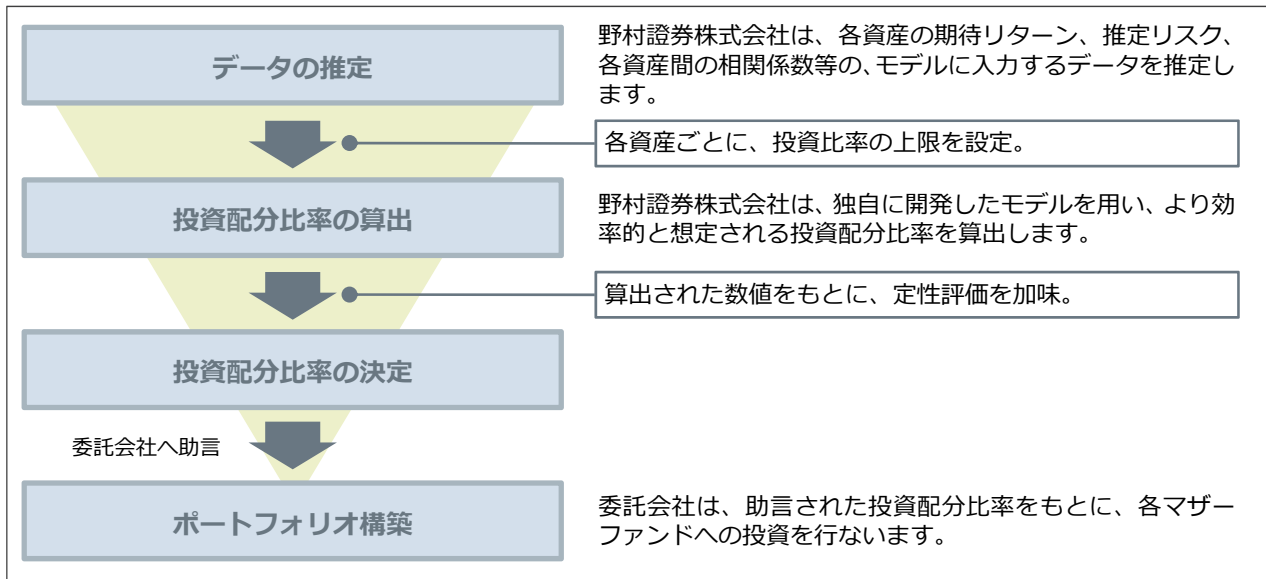 データの推定
野村證券株式会社は、各資産の期待リターン、推定リスク、
各資産間の相関係数等の、モデルに入力するデータを推定し
ます。
各資産ごとに、投資比率の上限を設定。
投資配分比率の算出
野村證券株式会社は、独自に開発したモデルを用い、より効
率的と想定される投資配分比率を算出します。
算出された数値をもとに、定性評価を加味。
投資配分比率の決定
委託会社へ助言
ポートフォリオ構築
委託会社は、助言された投資配分比率をもとに、各マザー
ファンドへの投資を行ないます。